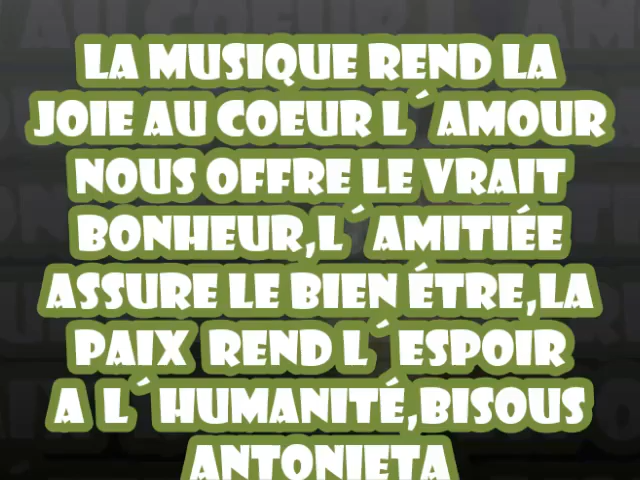 LA MUSIQUE REND LA
JOIE AU COEUR L´AMOUR
NOUS OFFRE LE VRAIT
BONHEUR,L´AMITIÉE
ASSURE LE BIEN ÉTRE,LA
PAIX REND L´ESPOIR
A L´HUMANITÉ,BISOUS
ANTONIETA